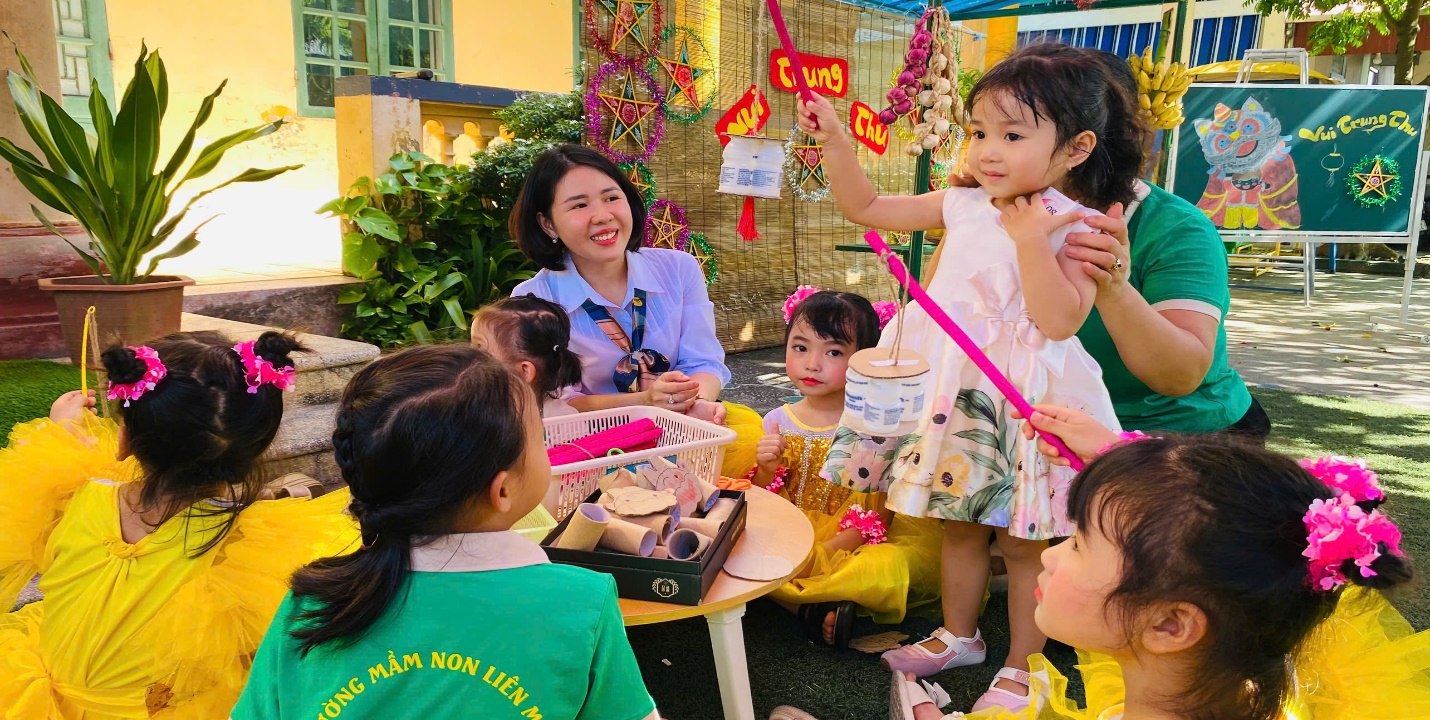 Trung
Vui
Thu
Vui Trung Thu
ƯỜNG MẦM NON LIÊN M